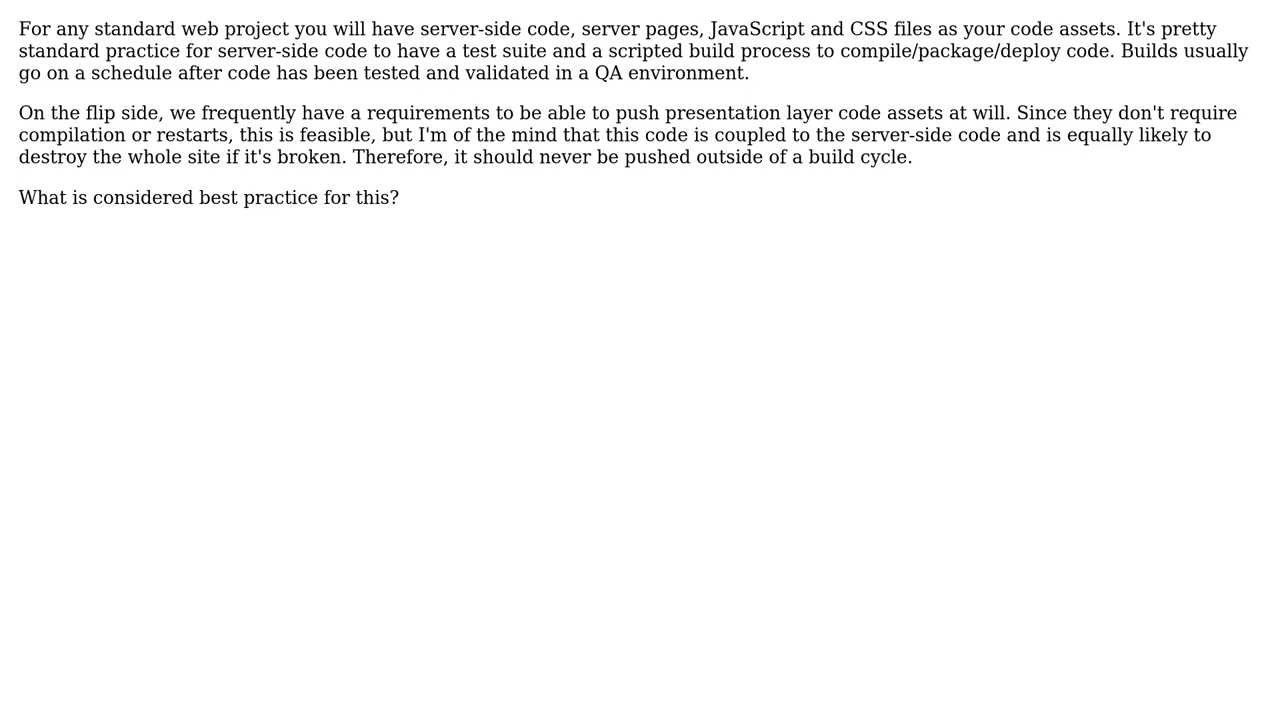 For any standard web project you will have server-side code, server pages, JavaScript and CSS files as your code assets. It's pretty
standard practice for server-side code to have a test suite and a scripted build process to compile/package/deploy code. Builds usually
go on a schedule after code has been tested and validated in a QA environment.
On the flip side, we frequently have a requirements to be able to push presentation layer code assets at will. Since they don't require
compilation or restarts, this is feasible, but I'm of the mind that this code is coupled to the server-side code and is equally likely to
destroy the whole site if it's broken. Therefore, it should never be pushed outside of a build cycle.
What is considered best practice for this?